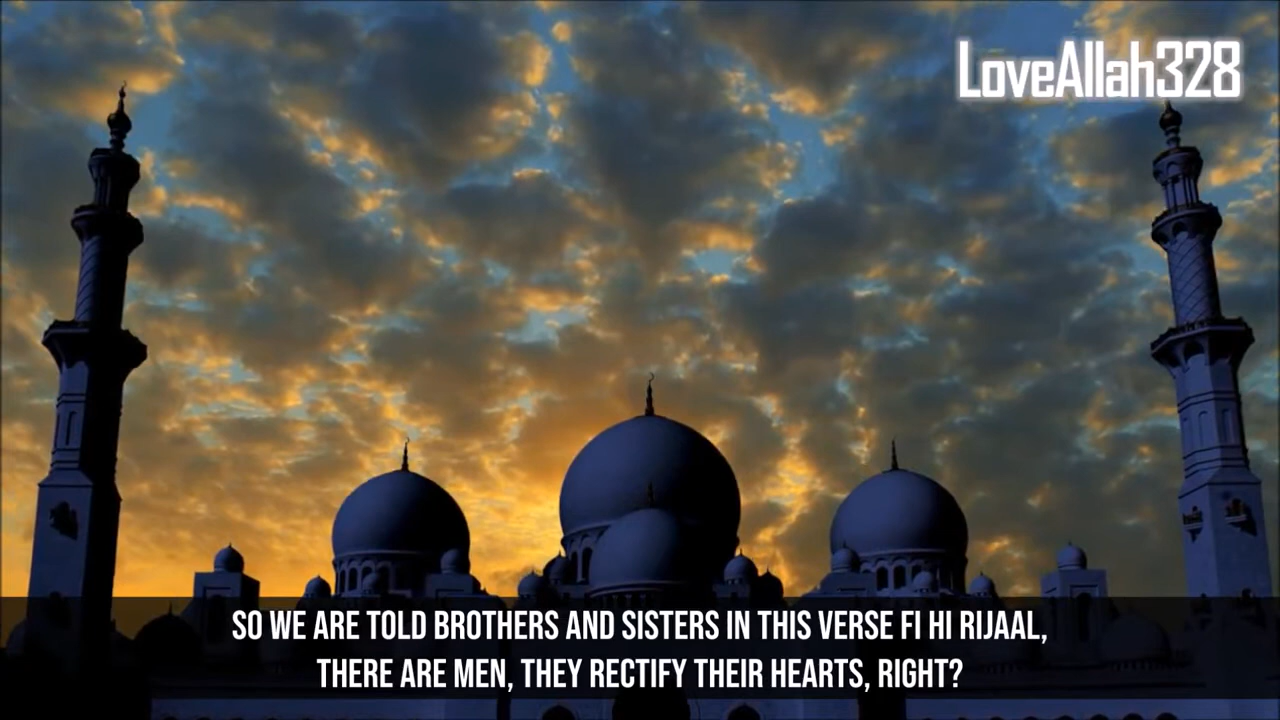 LoveAllah328
SO WE ARE TOLD BROTHERS AND SISTERS IN THIS VERSE FI HI RIJAAL,
THERE ARE MEN, THEY RECTIFY THEIR HEARTS, RIGHT?